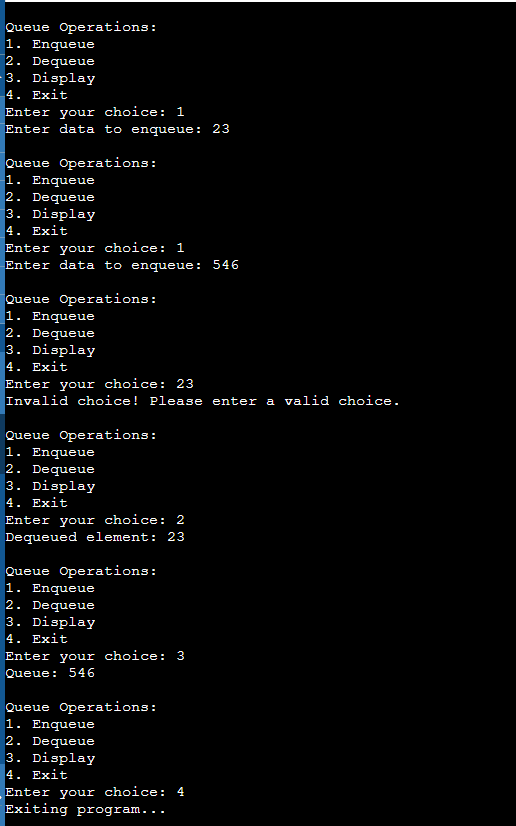 Queue Operations:
1. Enqueue
2. Dequeue
3. Display
4. Exit
Enter your choice: 1
Enter data to enqueue: 23
Queue Operations:
1. Enqueue
2. Dequeue
3. Display
4. Exit
Enter your choice: 1
Enter data to enqueue: 546
Queue Operations:
1. Enqueue
2. Dequeue
3. Display
4. Exit
Enter your choice: 23
Invalid choice! Please enter a valid choice.
Queue Operations:
1. Enqueue
2. Dequeue
3. Display
4. Exit
Enter your choice: 2
Dequeued element: 23
Queue Operations:
1. Enqueue
2. Dequeue
3. Display
4. Exit
Enter your choice: 3
Queue: 546
Queue Operations:
1. Enqueue
2. Dequeue
3. Display
4. Exit
Enter your choice: 4
Exiting program...